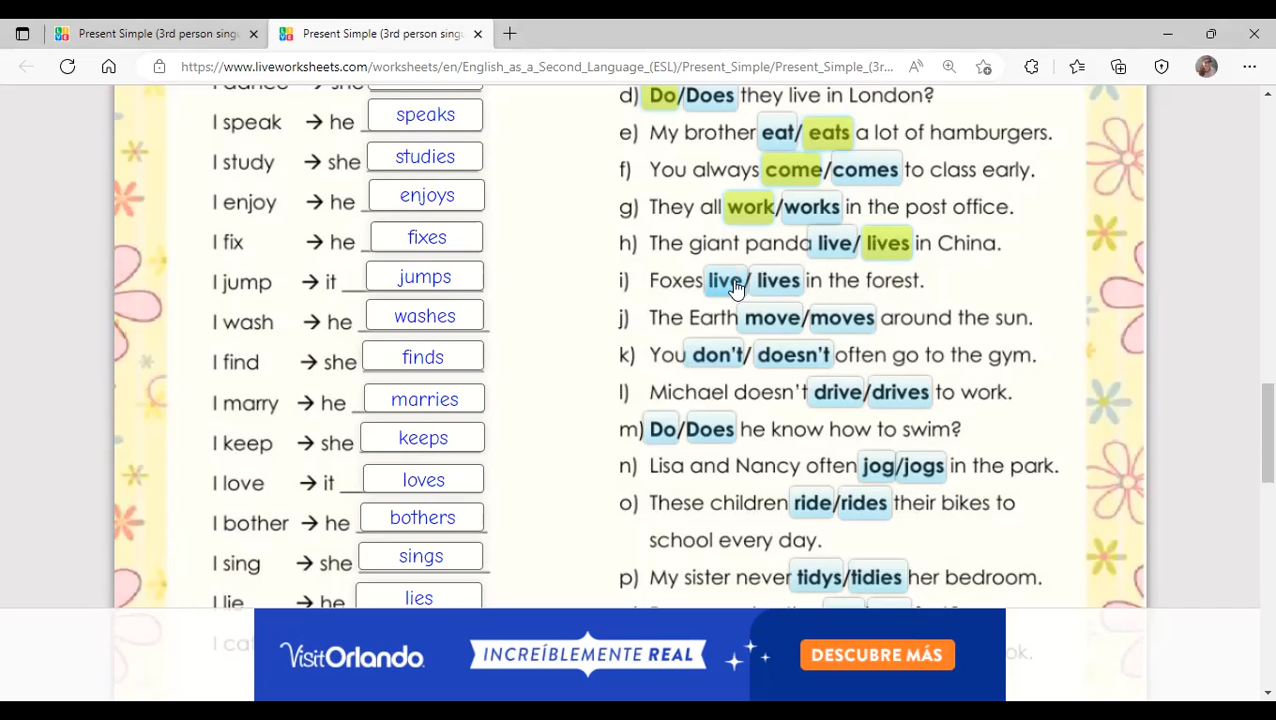 Present Simple (3rd person singu
Present Simple (3rd person singu
https://www.liveworksheets.com/worksheets/en/English_as_a_Second_Language_(ESL)/Present_Simple/Present_Simple_(3r...
I speak → he speaks
I study → she studies
I enjoy → he enjoys
I fix → he fixes
I jump → it jumps
I wash → he washes
I find → she finds
I marry → he marries
I keep → she keeps
I love → it loves
I bother → he bothers
I sing → she sings
I lie → he lies
d) Do/Does they live in London?
e) My brother eat/ eats a lot of hamburgers.
f) You always come/comes to class early.
g) They all work/works in the post office.
h) The giant panda live/ lives in China.
i) Foxes live/ lives in the forest.
j) The Earth move/moves around the sun.
k) You don't/ doesn't often go to the gym.
l) Michael doesn't drive/drives to work.
m) Do/Does he know how to swim?
n) Lisa and Nancy often jog/jogs in the park.
o) These children ride/rides their bikes to
school every day.
p) My sister never tidys/tidies her bedroom.
VISITORLANDO.
INCREÍBLEMENTE REAL
DESCUBRE MÁS